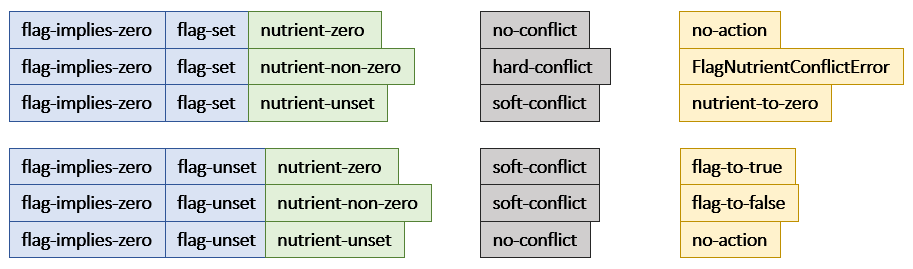 flag-implies-zero flag-set nutrient-zero no-conflict no-action
flag-implies-zero flag-set nutrient-non-zero hard-conflict FlagNutrientConflictError
flag-implies-zero flag-set nutrient-unset soft-conflict nutrient-to-zero
flag-implies-zero flag-unset nutrient-zero soft-conflict flag-to-true
flag-implies-zero flag-unset nutrient-non-zero soft-conflict flag-to-false
flag-implies-zero flag-unset nutrient-unset no-conflict no-action